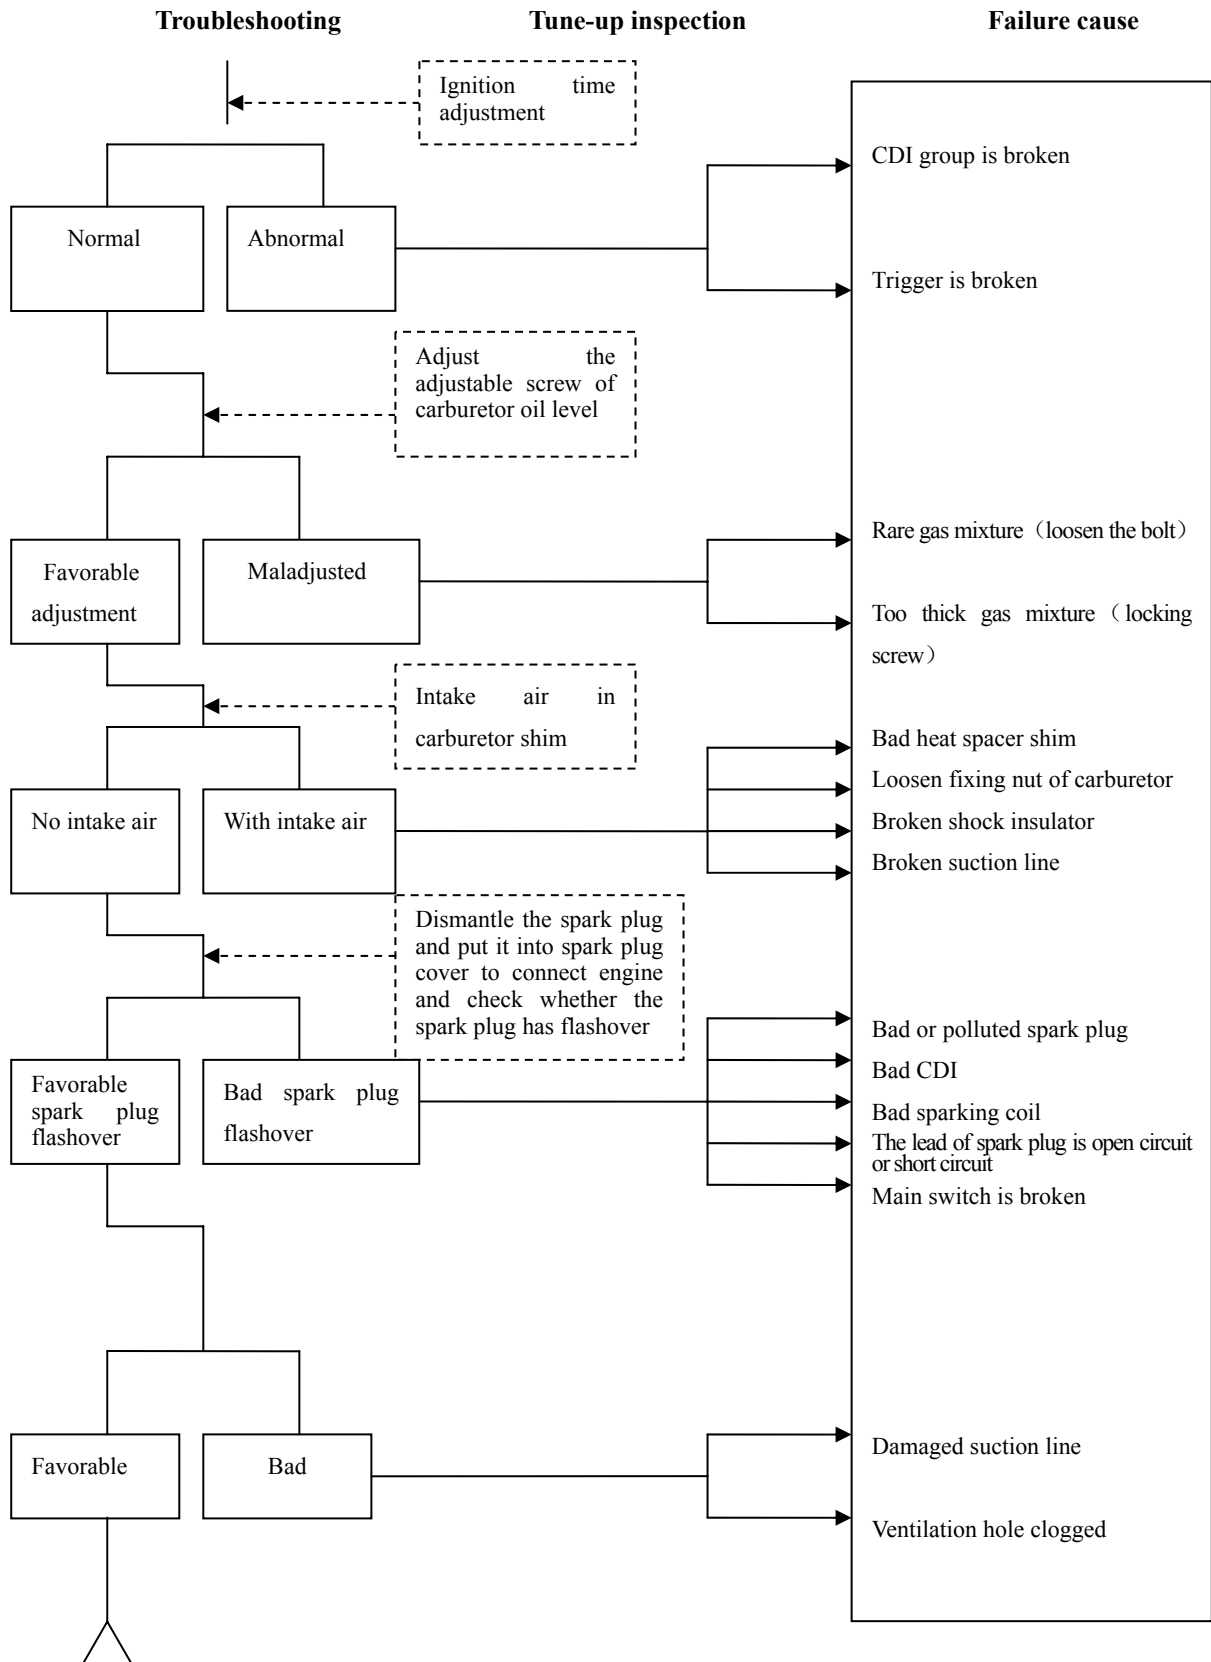 Troubleshooting
Tune-up inspection
Failure cause
Ignition time
adjustment
CDI group is broken
Normal
Abnormal
Trigger is broken
Adjust the
adjustable screw of
carburetor oil level
Rare gas mixture（loosen the bolt）
Favorable
adjustment
Maladjusted
Too thick gas mixture（locking
screw）
Intake air in
carburetor shim
Bad heat spacer shim
Loosen fixing nut of carburetor
No intake air
With intake air
Broken shock insulator
Broken suction line
Dismantle the spark plug
and put it into spark plug
cover to connect engine
and check whether the
spark plug has flashover
Bad or polluted spark plug
Bad CDI
Favorable
spark plug
flashover
Bad spark plug
flashover
Bad sparking coil
The lead of spark plug is open circuit
or short circuit
Main switch is broken
Favorable
Bad
Damaged suction line
Ventilation hole clogged